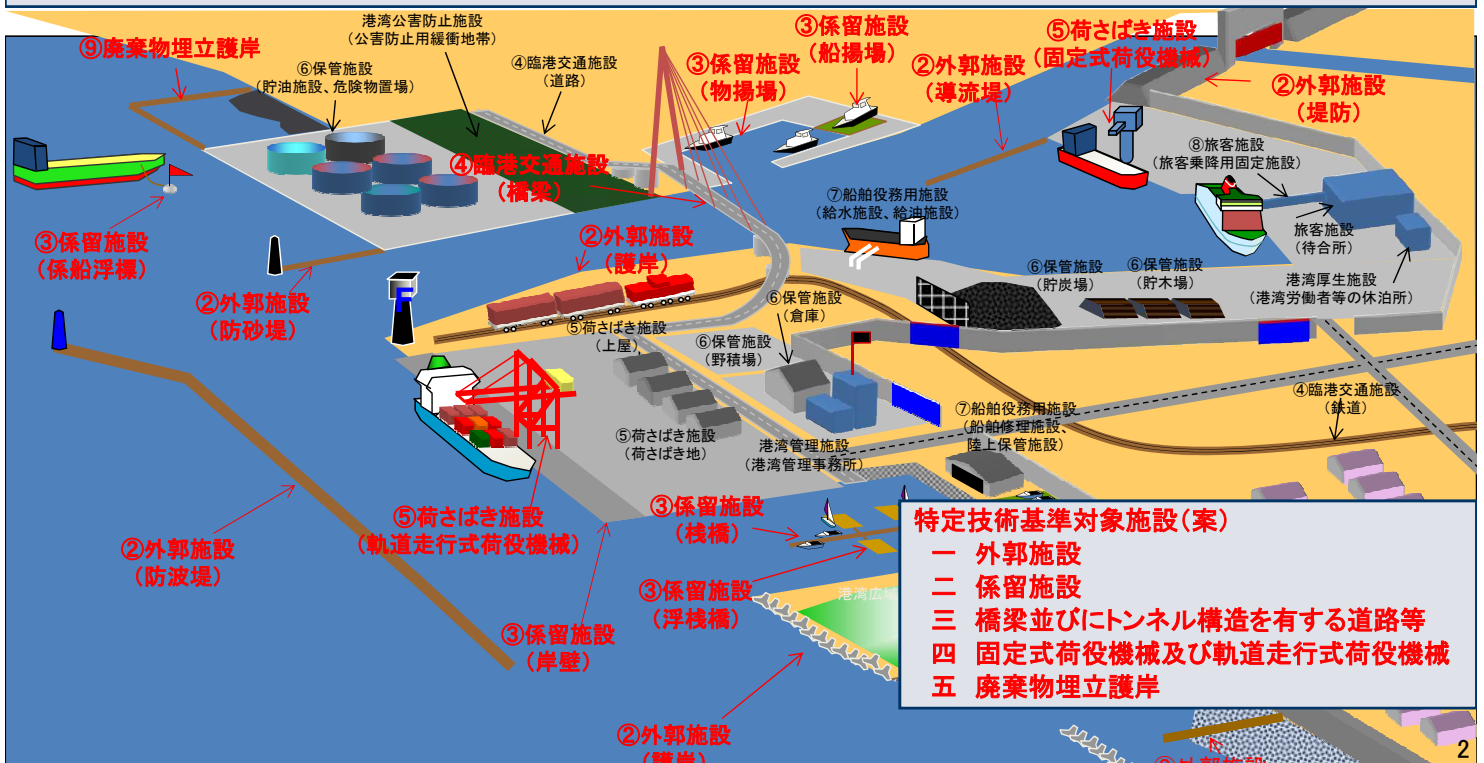 港湾公害防止施設
(公害防止用緩衝地帯)
⑨廃棄物埋立護岸
⑥保管施設
(貯油施設、危険物置場)
④臨港交通施設
(道路)
③係留施設
(物揚場)
③係留施設
(船揚場)
②外郭施設
(導流堤)
⑤荷さばき施設
(固定式荷役機械)
②外郭施設
(堤防)
⑧旅客施設
(旅客乗降用固定施設)
④臨港交通施設
(橋梁)
⑦船舶役務用施設
(給水施設、給油施設)
旅客施設
(待合所)
③係留施設
(係船浮標)
②外郭施設
(護岸)
⑥保管施設
(貯炭場)
⑥保管施設
(貯木場)
港湾厚生施設
(港湾労働者等の休泊所)
②外郭施設
(防砂堤)
F
⑥保管施設
(倉庫)
⑤荷さばき施設
(上屋)
⑥保管施設
(野積場)
④臨港交通施設
(鉄道)
⑤荷さばき施設
(荷さばき地)
港湾管理施設
(港湾管理事務所)
⑦船舶役務用施設
(船舶修理施設、
陸上保管施設)
⑤荷さばき施設
(軌道走行式荷役機械)
③係留施設
(桟橋)
②外郭施設
(防波堤)
③係留施設
(浮桟橋)
港湾広
③係留施設
(岸壁)
特定技術基準対象施設(案)
一 外郭施設
二 係留施設
三 橋梁並びにトンネル構造を有する道路等
四 固定式荷役機械及び軌道走行式荷役機械
五 廃棄物埋立護岸
②外郭施設
(護岸)
②外郭施設
2